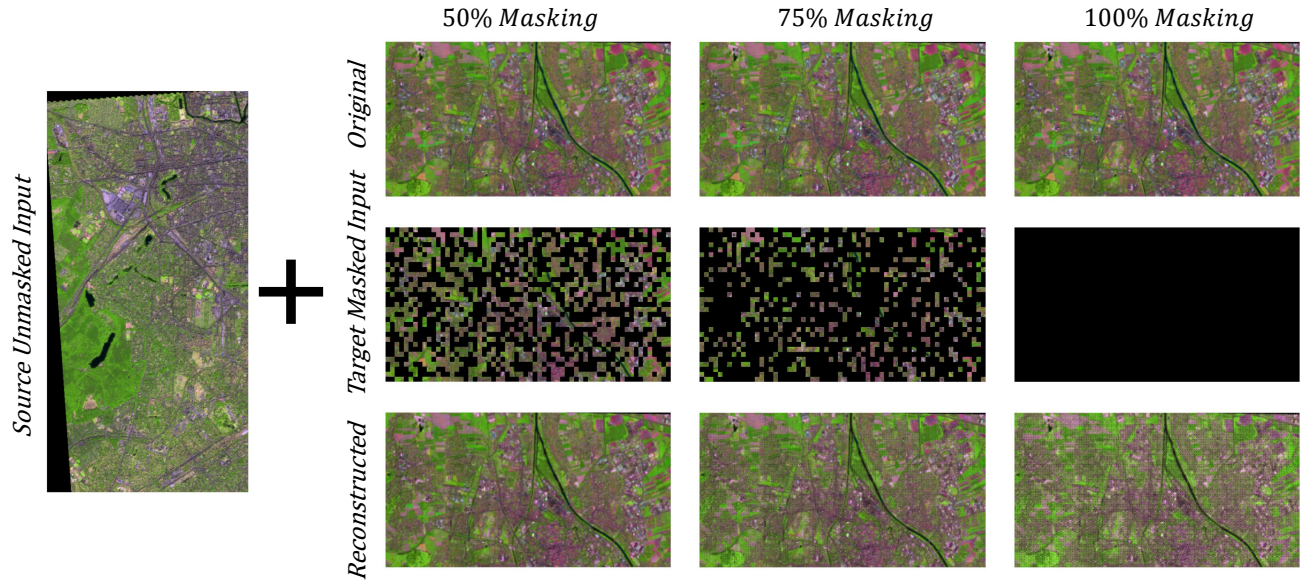 50% Masking
75% Masking
100% Masking
Source Unmasked Input
Original
Target Masked Input
Reconstructed